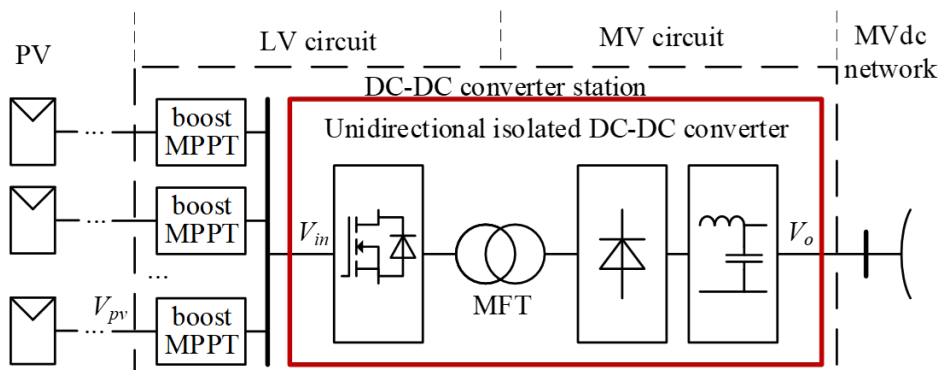 PV
LV circuit
MV circuit
MVdc
network
DC-DC converter station
Unidirectional isolated DC-DC converter
boost
MPPT
...
boost
MPPT
...
...
boost
MPPT
...
V_pv
V_in
MFT
V_o